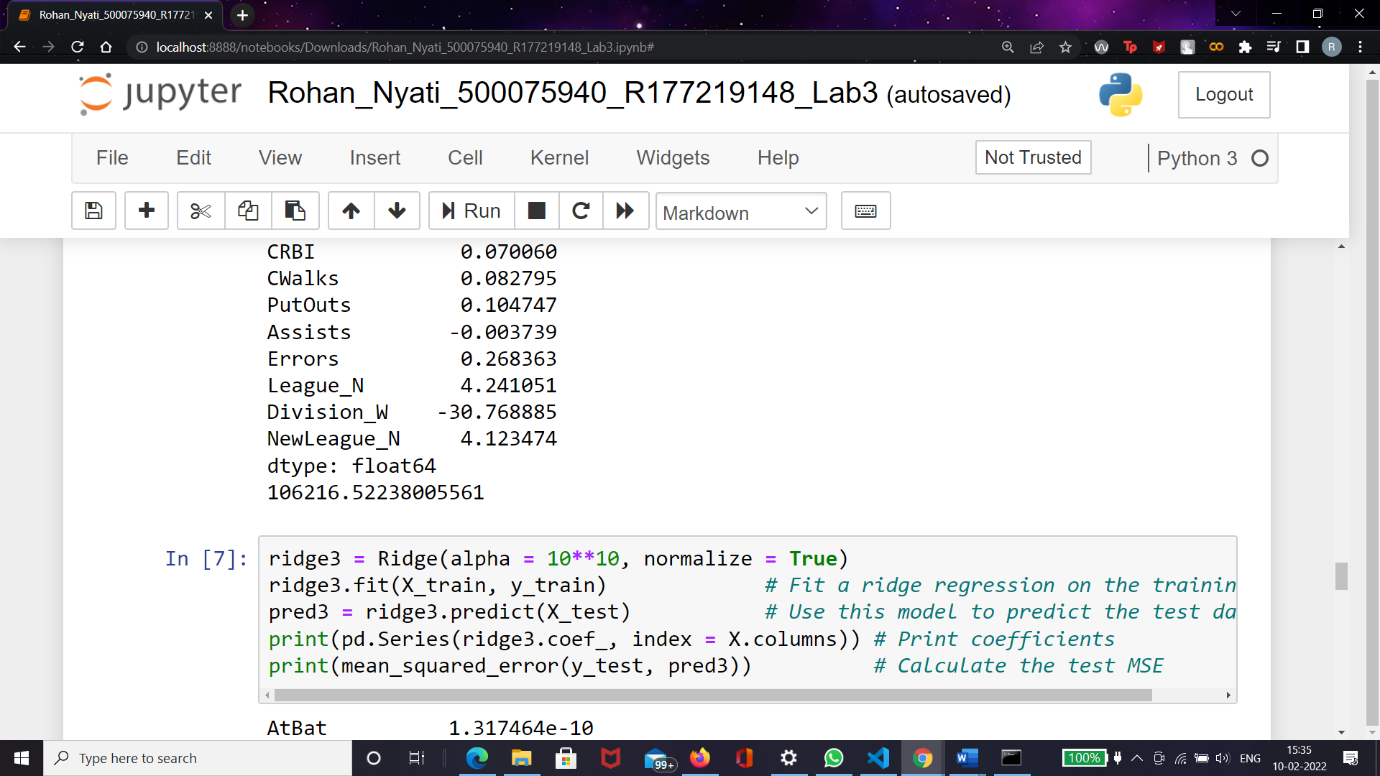 Rohan_Nyati_500075940_R17721
localhost:8888/notebooks/Downloads/Rohan_Nyati_500075940_R177219148_Lab3.ipynb#
Tp
R
jupyter Rohan_Nyati_500075940_R177219148_Lab3 (autosaved)
Logout
File Edit View Insert Cell Kernel Widgets Help Not Trusted Python 3
Run Markdown
CRBI 0.070060
CWalks 0.082795
PutOuts 0.104747
Assists -0.003739
Errors 0.268363
League_N 4.241051
Division_W -30.768885
NewLeague_N 4.123474
dtype: float64
106216.52238005561
In [7]: ridge3 = Ridge(alpha = 10**10, normalize = True)
ridge3.fit(X_train, y_train) # Fit a ridge regression on the trainin
pred3 = ridge3.predict(X_test) # Use this model to predict the test da
print(pd.Series(ridge3.coef_, index = X.columns)) # Print coefficients
print(mean_squared_error(y_test, pred3)) # Calculate the test MSE
AtBat 1.317464e-10
Type here to search 99+ 100% ENG 15:35
10-02-2022